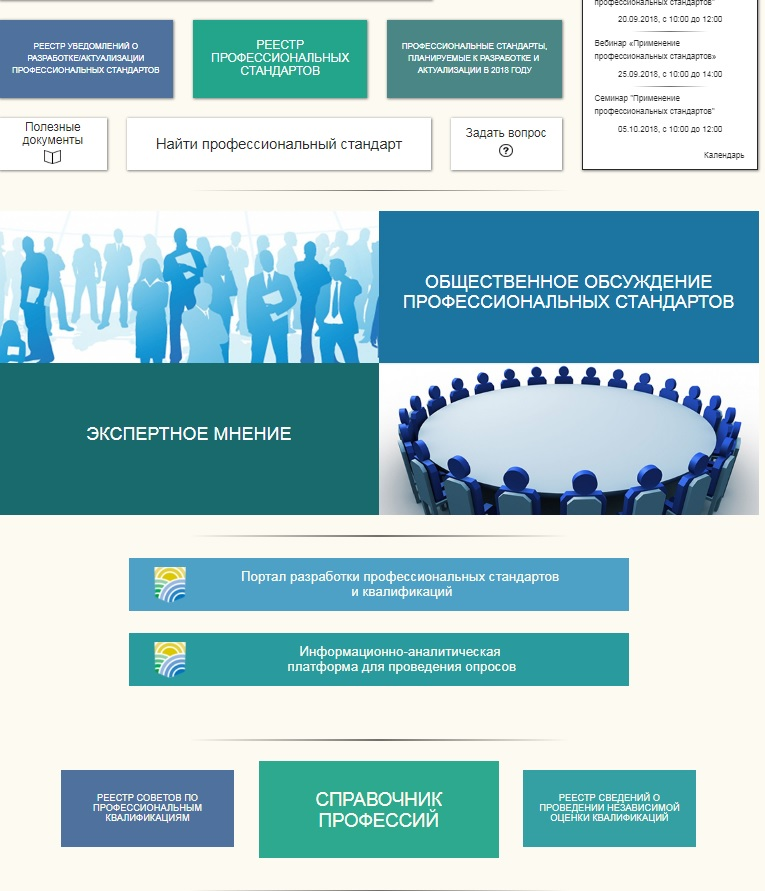 РЕЕСТР УВЕДОМЛЕНИЙ О
РАЗРАБОТКЕ/АКТУАЛИЗАЦИИ
ПРОФЕССИОНАЛЬНЫХ СТАНДАРТОВ
РЕЕСТР
ПРОФЕССИОНАЛЬНЫХ
СТАНДАРТОВ
ПРОФЕССИОНАЛЬНЫЕ СТАНДАРТЫ,
ПЛАНИРУЕМЫЕ К РАЗРАБОТКЕ И
АКТУАЛИЗАЦИИ В 2018 ГОДУ
профессиональных стандартов"
20.09.2018, с 10:00 до 12:00
Вебинар «Применение
профессиональных стандартов»
25.09.2018, с 10:00 до 14:00
Семинар "Применение
профессиональных стандартов"
05.10.2018, с 10:00 до 12:00
Календарь
Полезные
документы
Найти профессиональный стандарт
Задать вопрос
ОБЩЕСТВЕННОЕ ОБСУЖДЕНИЕ
ПРОФЕССИОНАЛЬНЫХ СТАНДАРТОВ
ЭКСПЕРТНОЕ МНЕНИЕ
Портал разработки профессиональных стандартов
и квалификаций
Информационно-аналитическая
платформа для проведения опросов
РЕЕСТР СОВЕТОВ ПО
ПРОФЕССИОНАЛЬНЫМ
КВАЛИФИКАЦИЯМ
СПРАВОЧНИК
ПРОФЕССИЙ
РЕЕСТР СВЕДЕНИЙ О
ПРОВЕДЕНИИ НЕЗАВИСИМОЙ
ОЦЕНКИ КВАЛИФИКАЦИЙ